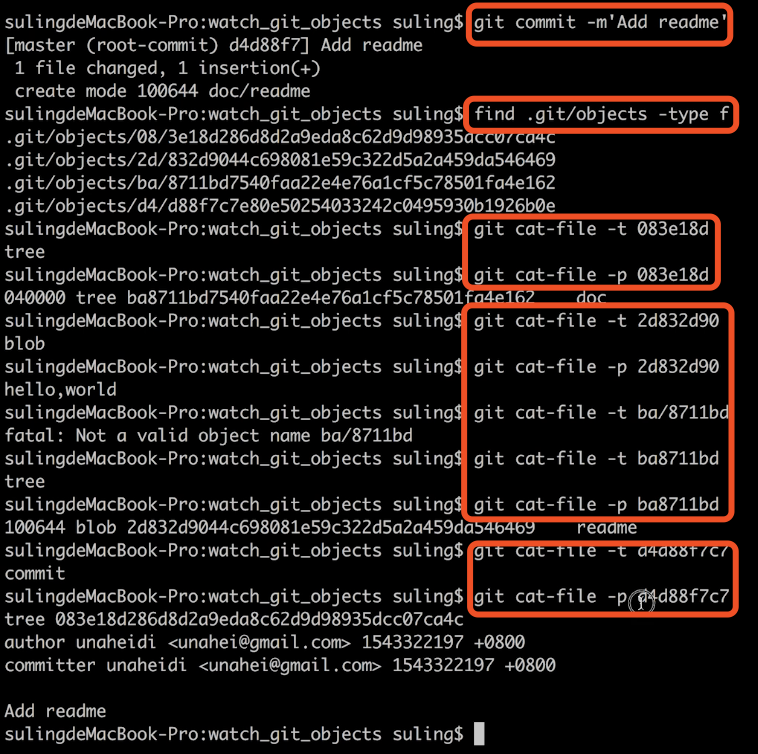 sulingdeMacBook-Pro:watch_git_objects suling$ git commit -m'Add readme'
[master (root-commit) d4d88f7] Add readme
 1 file changed, 1 insertion(+)
 create mode 100644 doc/readme
sulingdeMacBook-Pro:watch_git_objects suling$ find .git/objects -type f
.git/objects/08/3e18d286d8d2a9eda8c62d9d98935dcc07ca4c
.git/objects/2d/832d9044c698081e59c322d5a2a459da546469
.git/objects/ba/8711bd7540faa22e4e76a1cf5c78501fa4e162
.git/objects/d4/d88f7c7e80e50254033242c0495930b1926b0e
sulingdeMacBook-Pro:watch_git_objects suling$ git cat-file -t 083e18d
tree
sulingdeMacBook-Pro:watch_git_objects suling$ git cat-file -p 083e18d
040000 tree ba8711bd7540faa22e4e76a1cf5c78501fa4e162    doc
sulingdeMacBook-Pro:watch_git_objects suling$ git cat-file -t 2d832d90
blob
sulingdeMacBook-Pro:watch_git_objects suling$ git cat-file -p 2d832d90
hello,world
sulingdeMacBook-Pro:watch_git_objects suling$ git cat-file -t ba/8711bd
fatal: Not a valid object name ba/8711bd
sulingdeMacBook-Pro:watch_git_objects suling$ git cat-file -t ba8711bd
tree
sulingdeMacBook-Pro:watch_git_objects suling$ git cat-file -p ba8711bd
100644 blob 2d832d9044c698081e59c322d5a2a459da546469    readme
sulingdeMacBook-Pro:watch_git_objects suling$ git cat-file -t d4d88f7c7
commit
sulingdeMacBook-Pro:watch_git_objects suling$ git cat-file -p d4d88f7c7
tree 083e18d286d8d2a9eda8c62d9d98935dcc07ca4c
author unaheidi <unahei@gmail.com> 1543322197 +0800
committer unaheidi <unahei@gmail.com> 1543322197 +0800

Add readme
sulingdeMacBook-Pro:watch_git_objects suling$